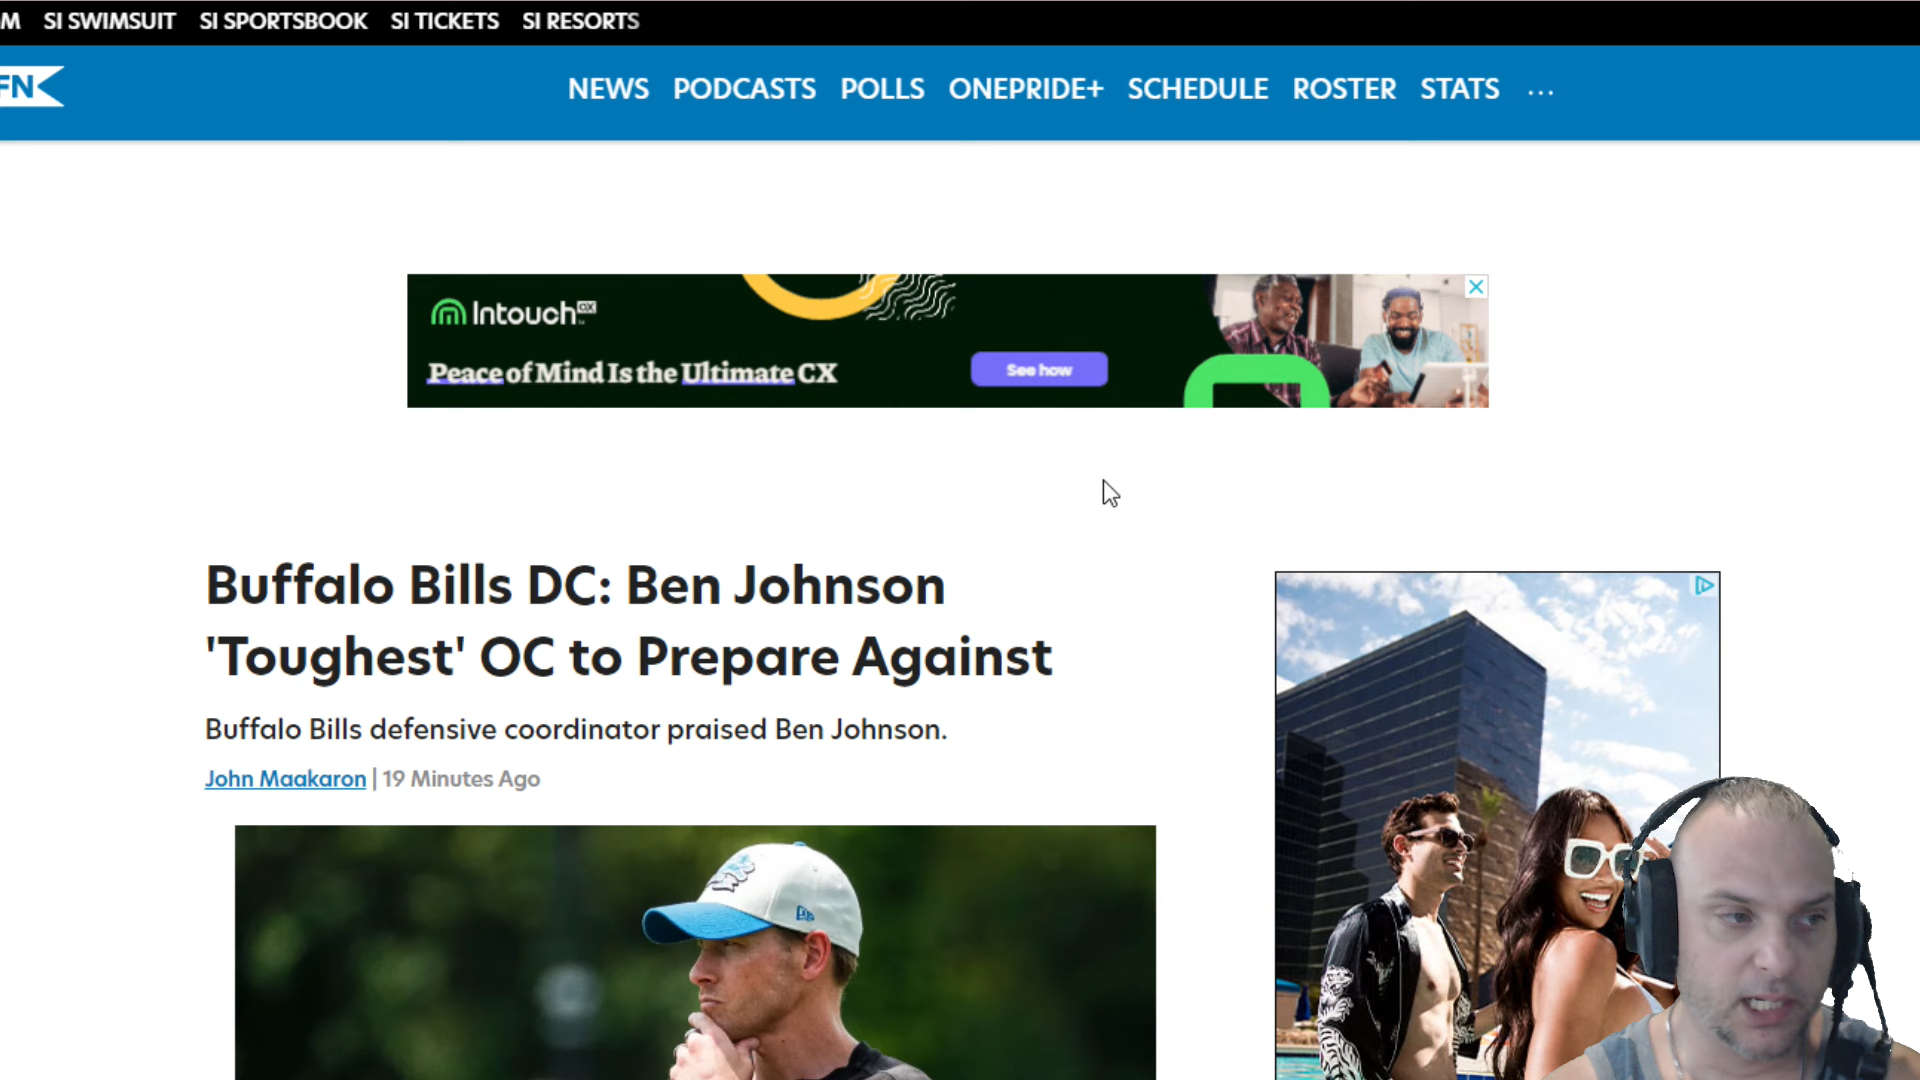 M SI SWIMSUIT SI SPORTSBOOK SI TICKETS SI RESORTS
FN NEWS PODCASTS POLLS ONEPRIDE+ SCHEDULE ROSTER STATS ...
Intouch CX
Peace of Mind Is the Ultimate CX
See how
Buffalo Bills DC: Ben Johnson
'Toughest' OC to Prepare Against
Buffalo Bills defensive coordinator praised Ben Johnson.
John Maakaron | 19 Minutes Ago